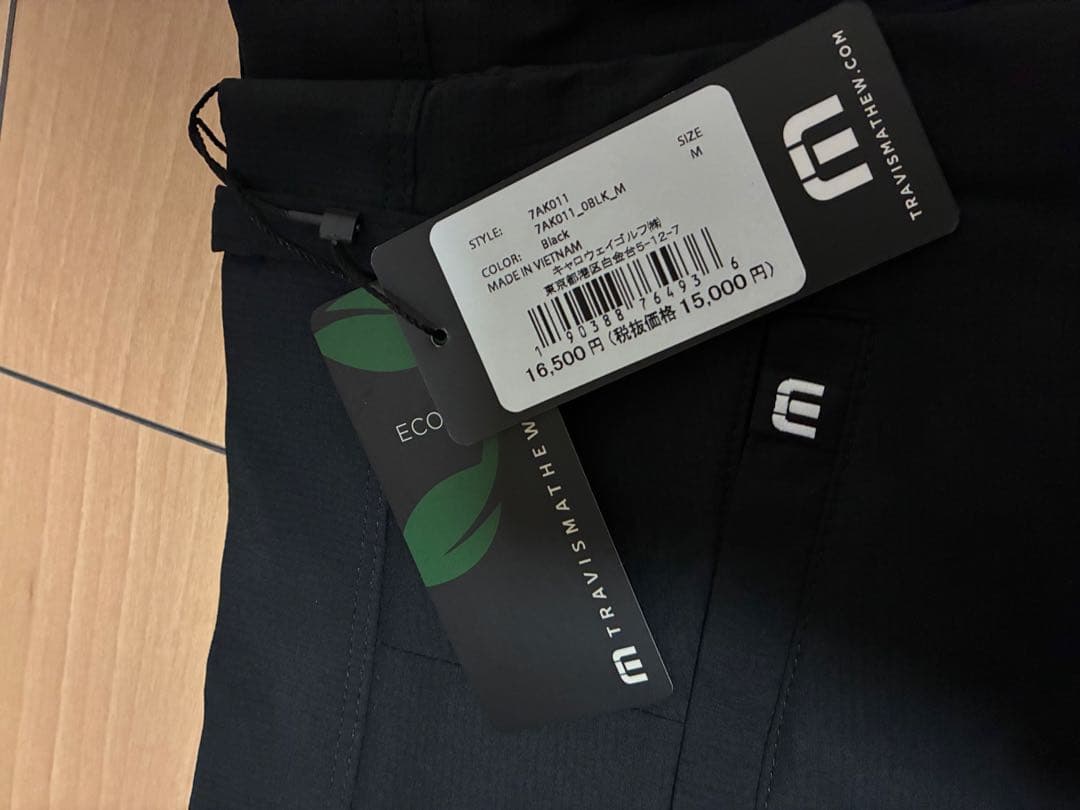 TRAVISMATHEW.COM
SIZE
M
STYLE: 7AK011
7AK011_0BLK_M
COLOR: Black
MADE IN VIETNAM
キャロウェイゴルフ㈱
東京都港区白金台5-12-7
1 90388 76493 6
16,500円(税抜価格 15,000円)
ECO
TRAVISMATHEW